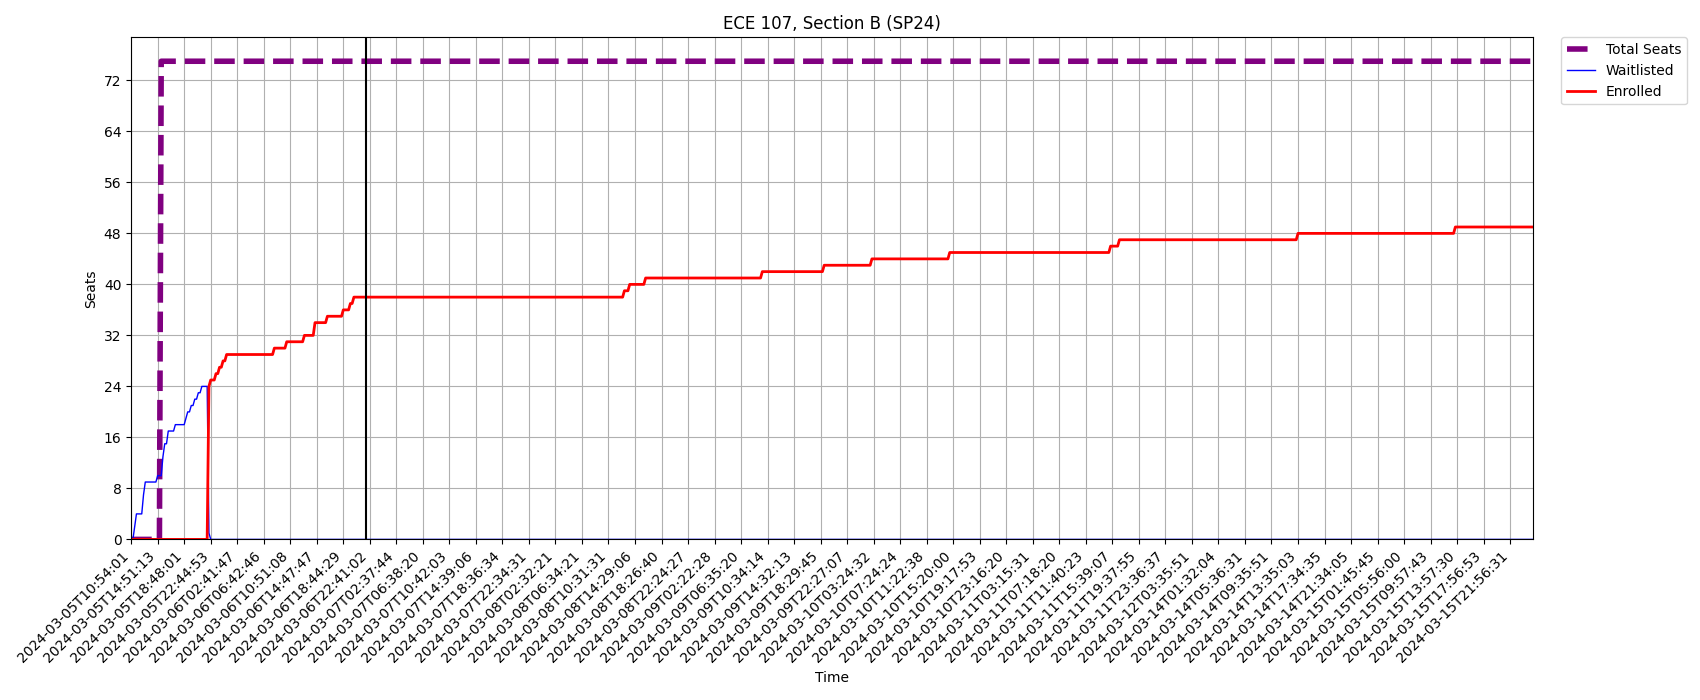 ECE 107, Section B (SP24)
Total Seats
Waitlisted
Enrolled
72
64
56
48
40
32
24
16
8
0
Seats
2024-03-05T10:54:01
2024-03-05T14:51:13
2024-03-05T18:48:01
2024-03-05T22:44:53
2024-03-06T02:41:47
2024-03-06T06:42:46
2024-03-06T10:51:08
2024-03-06T14:47:47
2024-03-06T18:44:29
2024-03-06T22:41:02
2024-03-07T02:37:44
2024-03-07T06:38:20
2024-03-07T10:42:03
2024-03-07T14:39:06
2024-03-07T18:36:34
2024-03-07T22:34:31
2024-03-08T02:32:21
2024-03-08T06:34:21
2024-03-08T10:31:31
2024-03-08T14:29:06
2024-03-08T18:26:40
2024-03-08T22:24:27
2024-03-09T02:22:28
2024-03-09T06:35:20
2024-03-09T10:34:14
2024-03-09T14:32:13
2024-03-09T18:29:45
2024-03-09T22:27:07
2024-03-10T03:24:32
2024-03-10T07:24:24
2024-03-10T11:22:38
2024-03-10T15:20:00
2024-03-10T19:17:53
2024-03-10T23:16:20
2024-03-11T03:15:31
2024-03-11T07:18:20
2024-03-11T11:40:23
2024-03-11T15:39:07
2024-03-11T19:37:55
2024-03-11T23:36:37
2024-03-12T03:35:51
2024-03-14T01:32:04
2024-03-14T05:36:31
2024-03-14T09:35:51
2024-03-14T13:35:03
2024-03-14T17:34:35
2024-03-14T21:34:05
2024-03-15T01:45:45
2024-03-15T05:56:00
2024-03-15T09:57:43
2024-03-15T13:57:30
2024-03-15T17:56:53
2024-03-15T21:56:31
Time